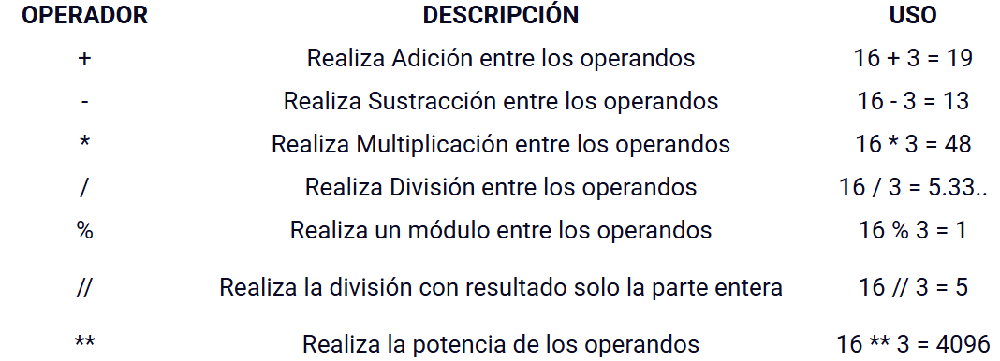 OPERADOR DESCRIPCIÓN USO
+ Realiza Adición entre los operandos 16 + 3 = 19
- Realiza Sustracción entre los operandos 16 - 3 = 13
* Realiza Multiplicación entre los operandos 16 * 3 = 48
/ Realiza División entre los operandos 16 / 3 = 5.33..
% Realiza un módulo entre los operandos 16 % 3 = 1
// Realiza la división con resultado solo la parte entera 16 // 3 = 5
** Realiza la potencia de los operandos 16 ** 3 = 4096